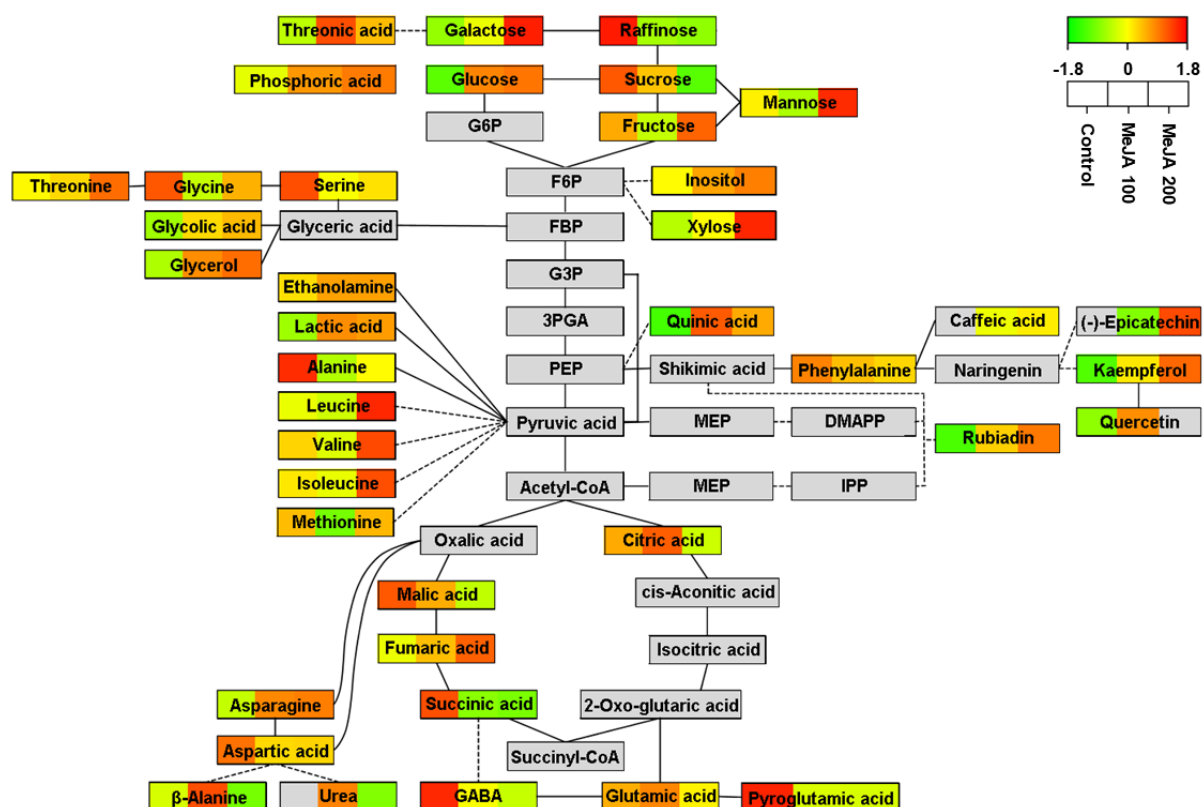 Threonic acid
Galactose
Raffinose
-1.8 0 1.8
Phosphoric acid
Glucose
Sucrose
Mannose
G6P
Fructose
Control
MeJA 100
MeJA 200
Threonine
Glycine
Serine
F6P
Inositol
Glycolic acid
Glyceric acid
FBP
Xylose
Glycerol
G3P
Ethanolamine
Lactic acid
3PGA
Quinic acid
Caffeic acid
(-)-Epicatechin
Alanine
PEP
Shikimic acid
Phenylalanine
Naringenin
Kaempferol
Leucine
Pyruvic acid
MEP
DMAPP
Quercetin
Valine
Rubiadin
Isoleucine
Acetyl-CoA
MEP
IPP
Methionine
Oxalic acid
Citric acid
Malic acid
cis-Aconitic acid
Fumaric acid
Isocitric acid
Asparagine
Succinic acid
2-Oxo-glutaric acid
Aspartic acid
Succinyl-CoA
β-Alanine
Urea
GABA
Glutamic acid
Pyroglutamic acid